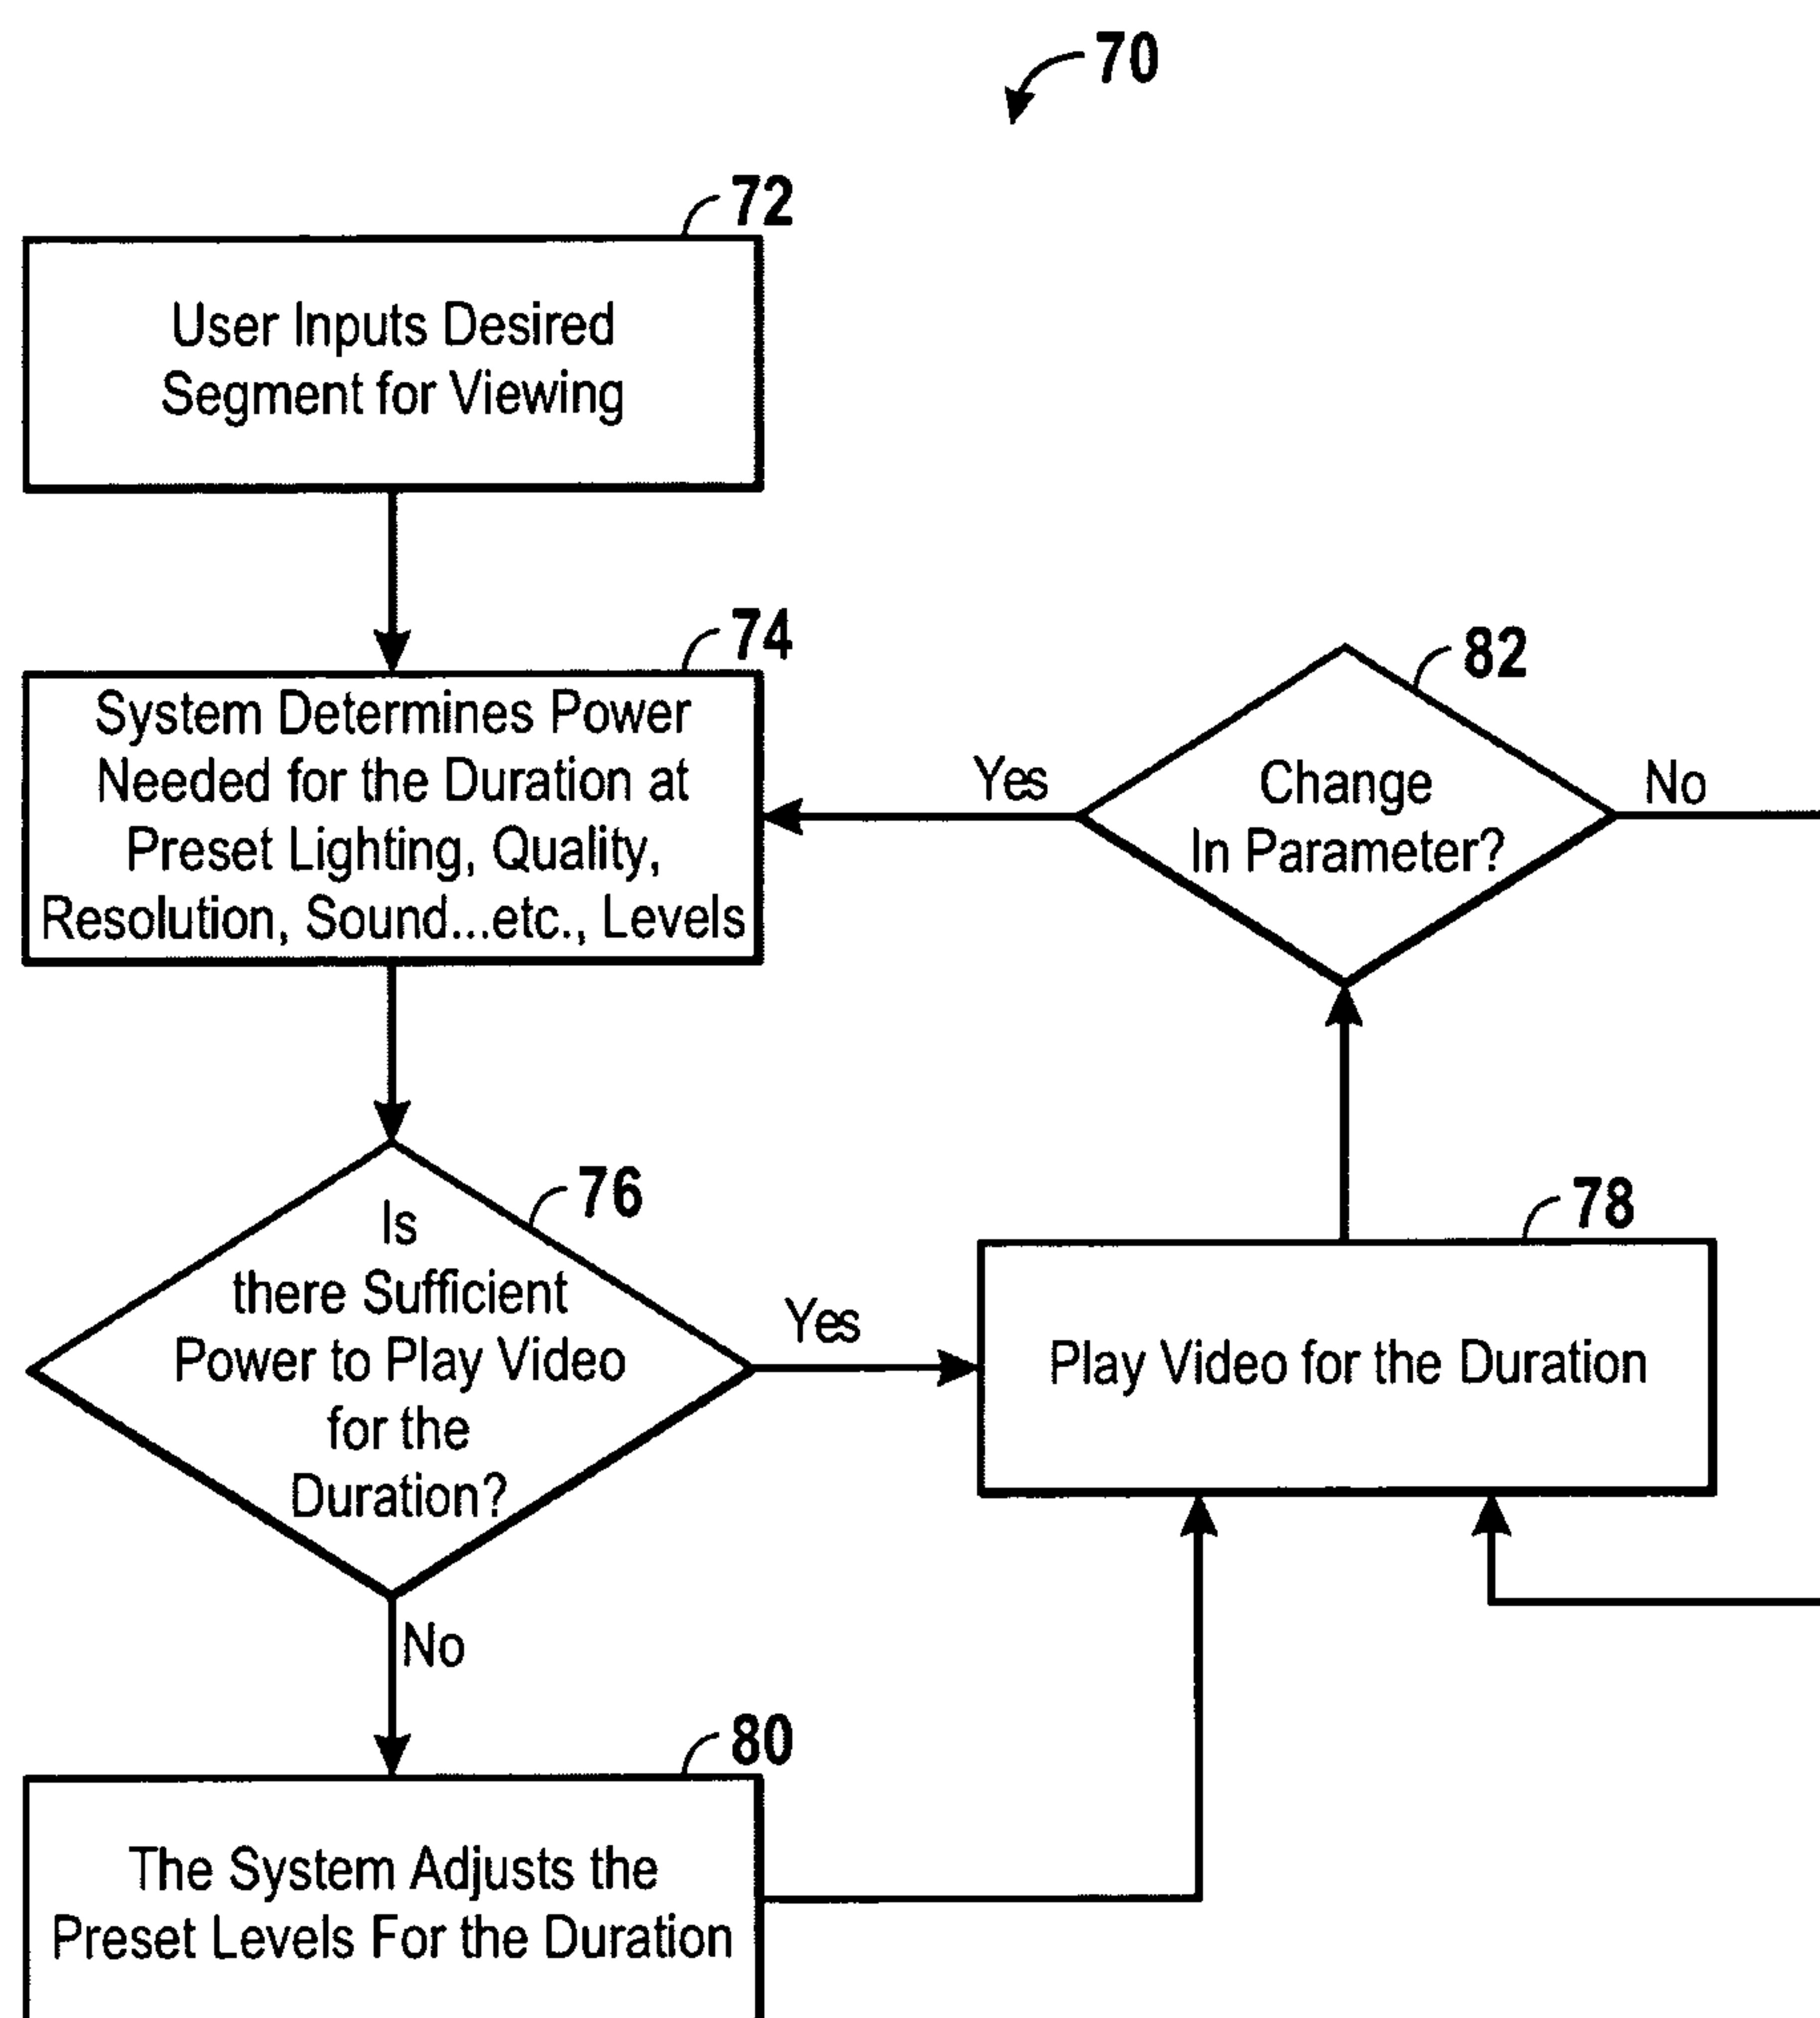 70
72
User Inputs Desired
Segment for Viewing
74
System Determines Power
Needed for the Duration at
Preset Lighting, Quality,
Resolution, Sound...etc., Levels
82
Change
In Parameter?
Yes
No
76
Is
there Sufficient
Power to Play Video
for the
Duration?
Yes
No
78
Play Video for the Duration
80
The System Adjusts the
Preset Levels For the Duration